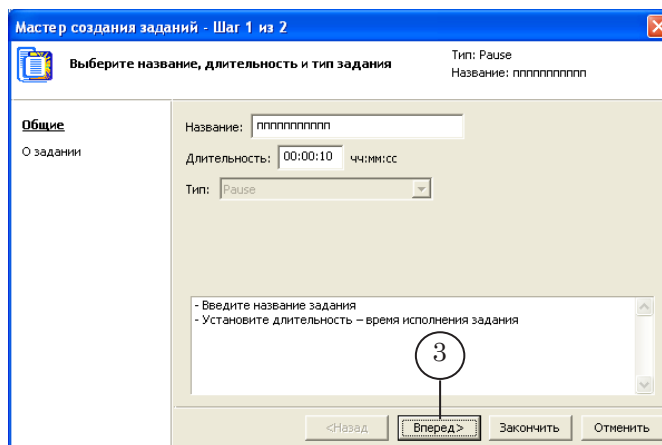 Мастер создания заданий - Шаг 1 из 2
Выберите название, длительность и тип задания
Тип: Pause
Название: ппппппппппп
Общие
О задании
Название: ппппппппппп
Длительность: 00:00:10 чч:мм:сс
Тип: Pause
- Введите название задания
- Установите длительность – время исполнения задания
3
<Назад Вперед> Закончить Отменить